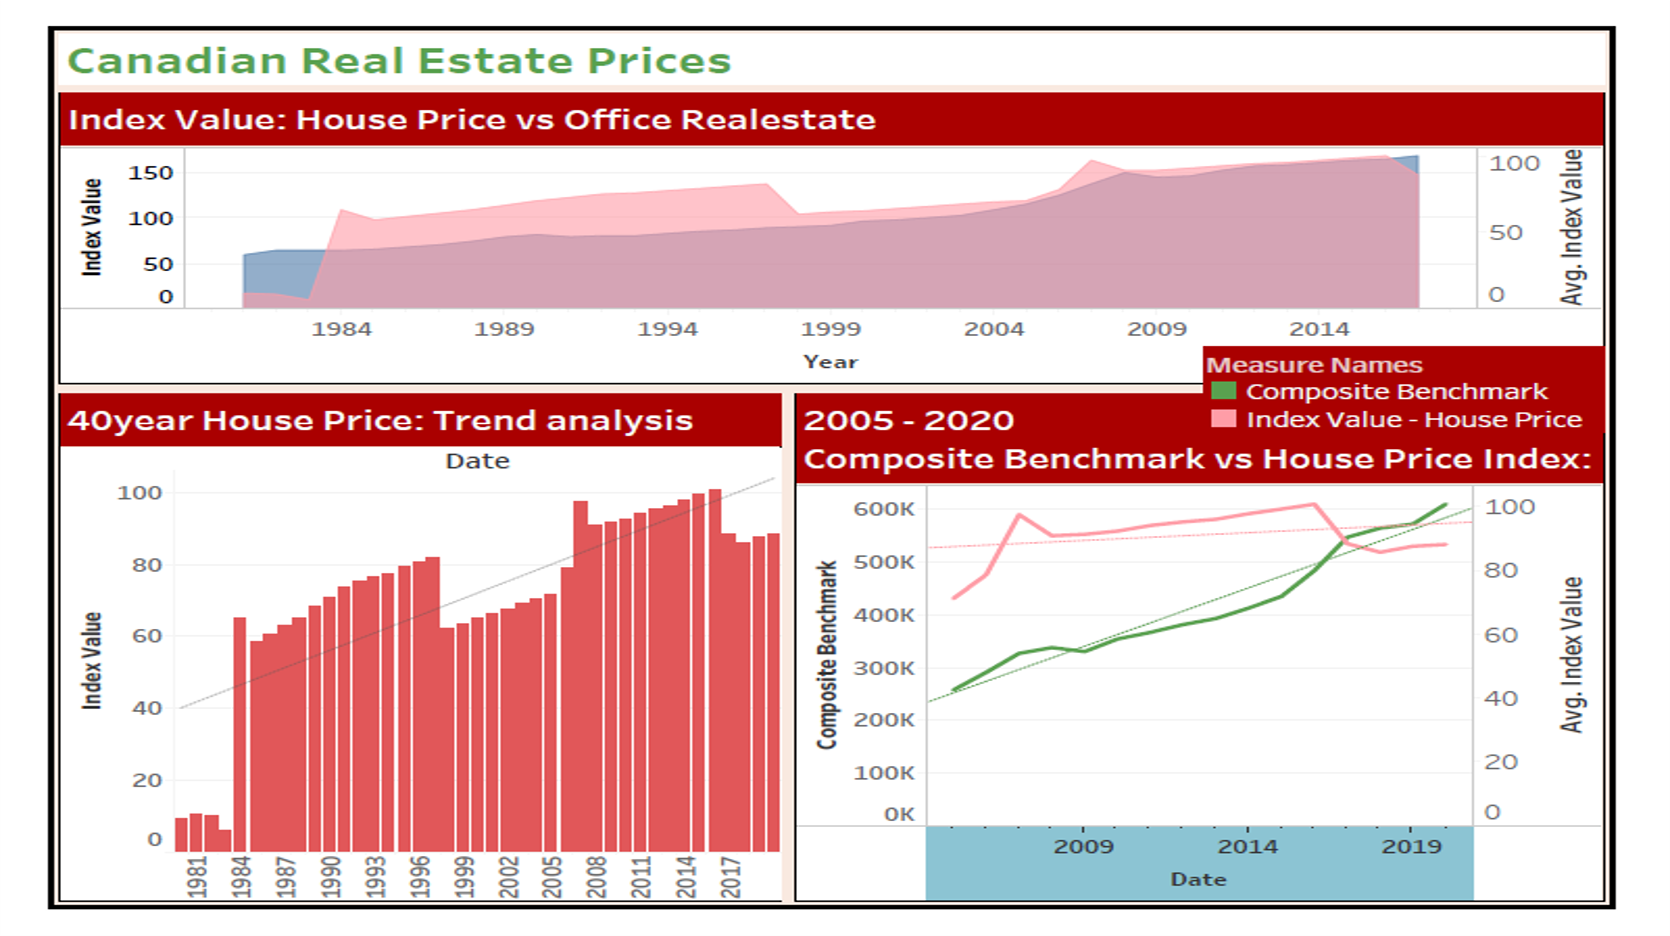 Canadian Real Estate Prices
Index Value: House Price vs Office Realestate
Index Value
150
100
50
0
100
50
0
Avg. Index Value
1984 1989 1994 1999 2004 2009 2014
Year
Measure Names
Composite Benchmark
Index Value - House Price
40year House Price: Trend analysis
Date
Index Value
100
80
60
40
20
0
1981 1984 1987 1990 1993 1996 1999 2002 2005 2008 2011 2014 2017
2005 - 2020
Composite Benchmark vs House Price Index:
Composite Benchmark
600K
500K
400K
300K
200K
100K
0K
100
80
60
40
20
0
Avg. Index Value
2009 2014 2019
Date